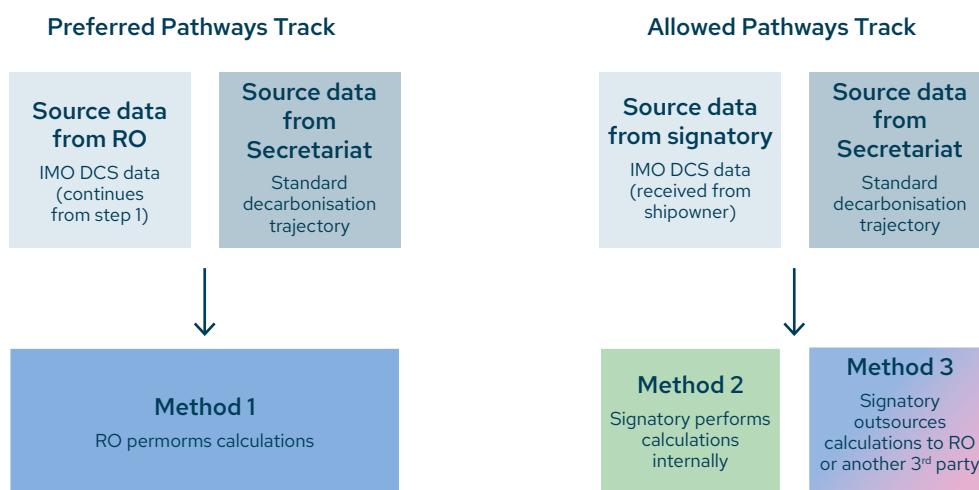 Preferred Pathways Track
Source data
from RO
IMO DCS data
(continues
from step 1)
Source data
from
Secretariat
Standard
decarbonisation
trajectory
Method 1
RO permorms calculations
Allowed Pathways Track
Source data
from signatory
IMO DCS data
(received from
shipowner)
Source data
from
Secretariat
Standard
decarbonisation
trajectory
Method 2
Signatory performs
calculations
internally
Method 3
Signatory
outsources
calculations to RO
or another 3rd party